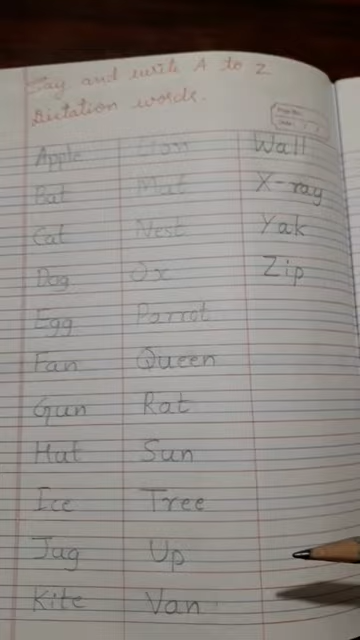 Say and write A to Z
Dictation words.
Apple
Bat
Cat
Dog
Egg
Fan
Gun
Hut
Ice
Jug
Kite
Lion
Mat
Nest
Ox
Parrot
Queen
Rat
Sun
Tree
Up
Van
Wall
X-ray
Yak
Zip